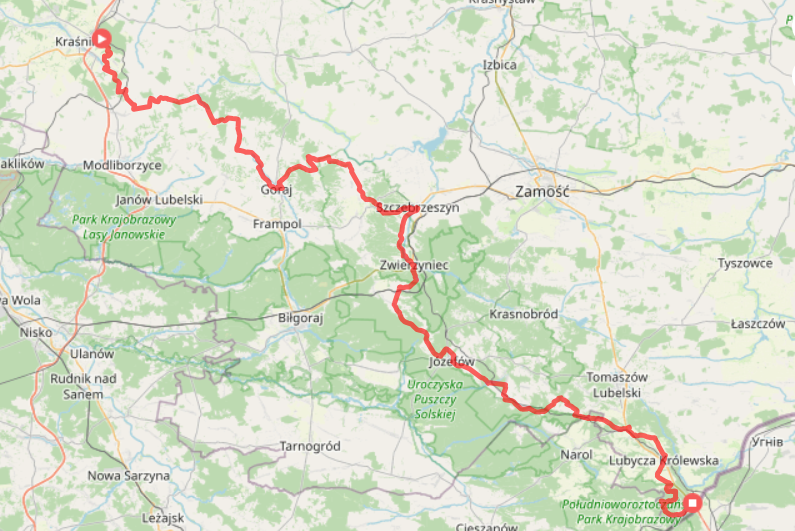 Krasnystaw
Kraśnik
Izbica
aklików
Modliborzyce
Zamość
Janów Lubelski
Goraj
Szczebrzeszyn
Park Krajobrazowy
Lasy Janowskie
Frampol
Zwierzyniec
Tyszowce
wa Wola
Biłgoraj
Krasnobród
Łaszczów
Nisko
Ulanów
Józefów
Rudnik nad
Sanem
Uroczyska
Puszczy
Solskiej
Tomaszów
Lubelski
Tarnogród
Narol
Lubycza Królewska
Угнів
Nowa Sarzyna
Południoworoztoczański
Park Krajobrazowy
Leżajsk
Cieszanów